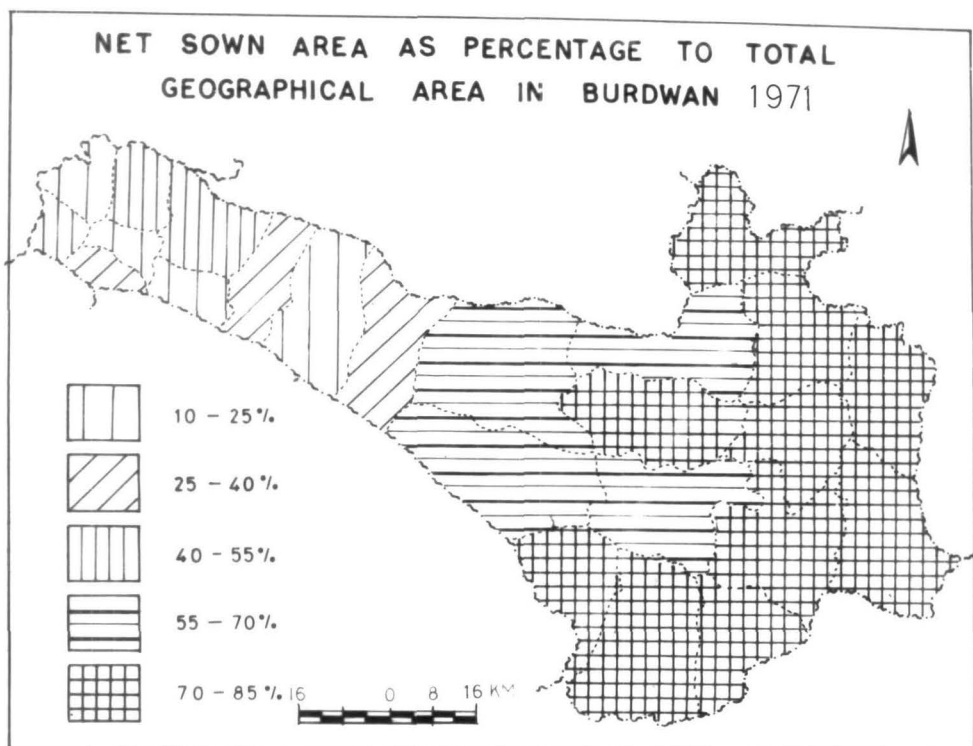 NET SOWN AREA AS PERCENTAGE TO TOTAL
GEOGRAPHICAL AREA IN BURDWAN 1971
10 – 25%
25 – 40%
40 – 55%
55 – 70%
70 – 85%
16 0 8 16 KM